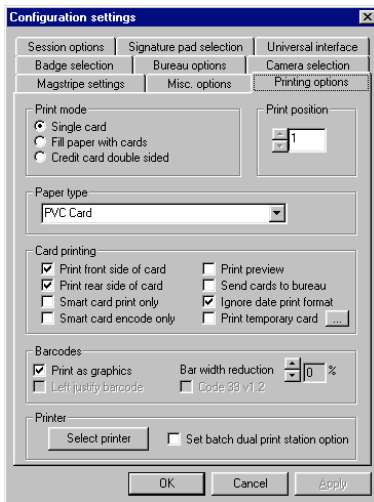 Configuration settings
Session options Signature pad selection Universal interface
Badge selection Bureau options Camera selection
Magstripe settings Misc. options Printing options
Print mode Print position
Single card 1
Fill paper with cards
Credit card double sided
Paper type
PVC Card
Card printing
Print front side of card Print preview
Print rear side of card Send cards to bureau
Smart card print only Ignore date print format
Smart card encode only Print temporary card ...
Barcodes
Print as graphics Bar width reduction 0 %
Left justify barcode Code 39 v1.2
Printer
Select printer Set batch dual print station option
OK Cancel Apply